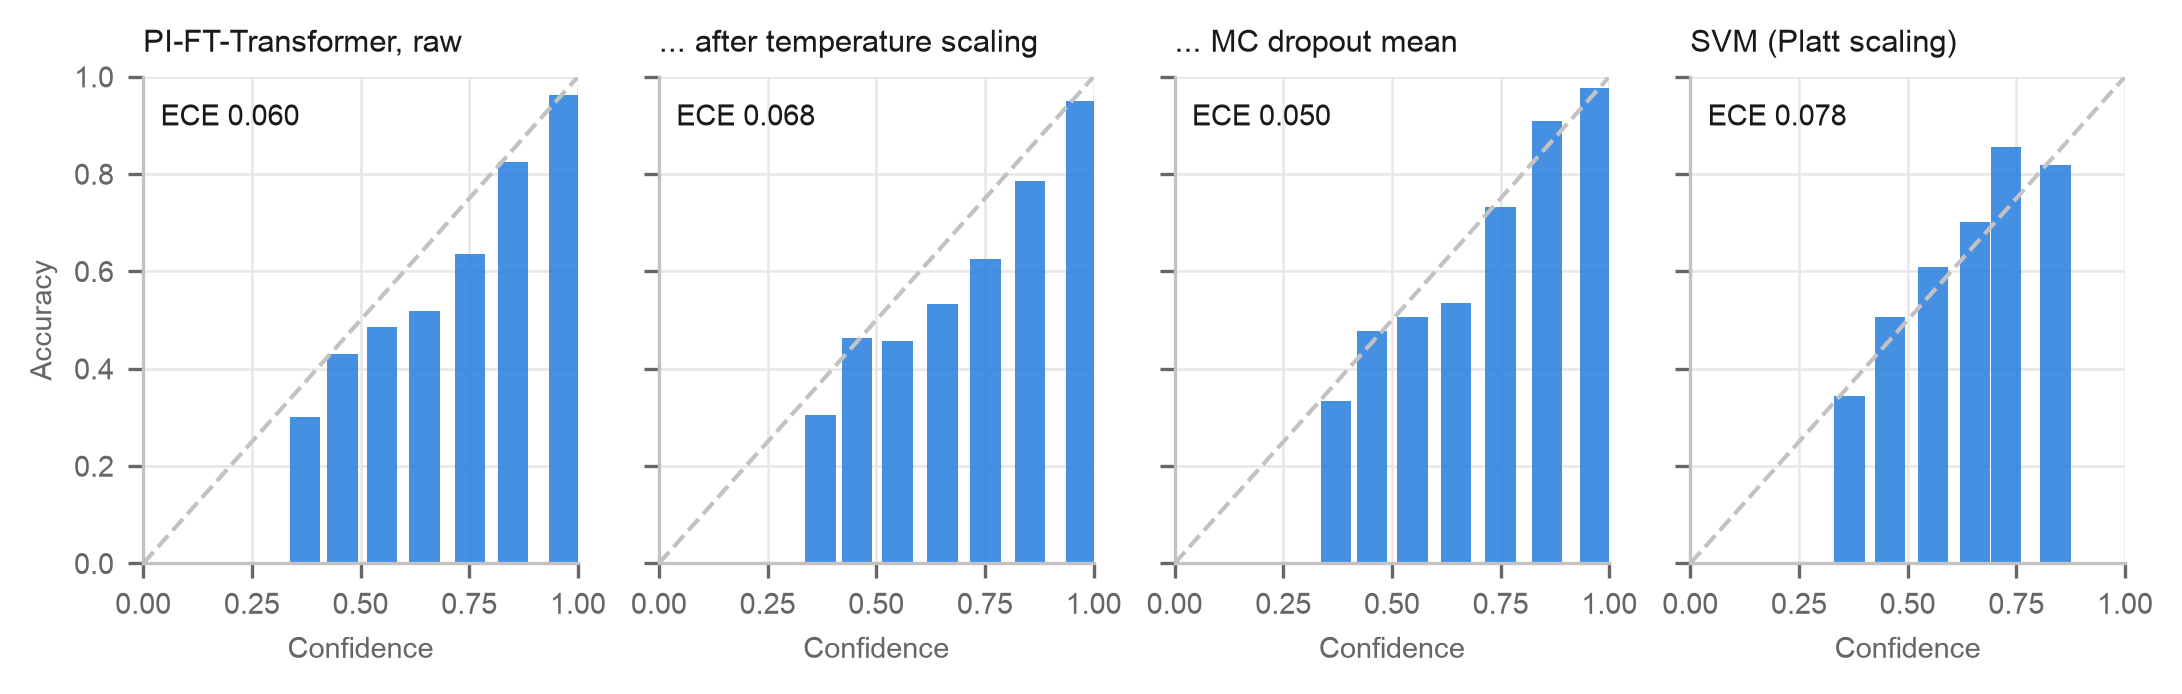 PI-FT-Transformer, raw
... after temperature scaling
... MC dropout mean
SVM (Platt scaling)
ECE 0.060
ECE 0.068
ECE 0.050
ECE 0.078
Accuracy
1.0
0.8
0.6
0.4
0.2
0.0
0.00 0.25 0.50 0.75 1.00
0.00 0.25 0.50 0.75 1.00
0.00 0.25 0.50 0.75 1.00
0.00 0.25 0.50 0.75 1.00
Confidence
Confidence
Confidence
Confidence